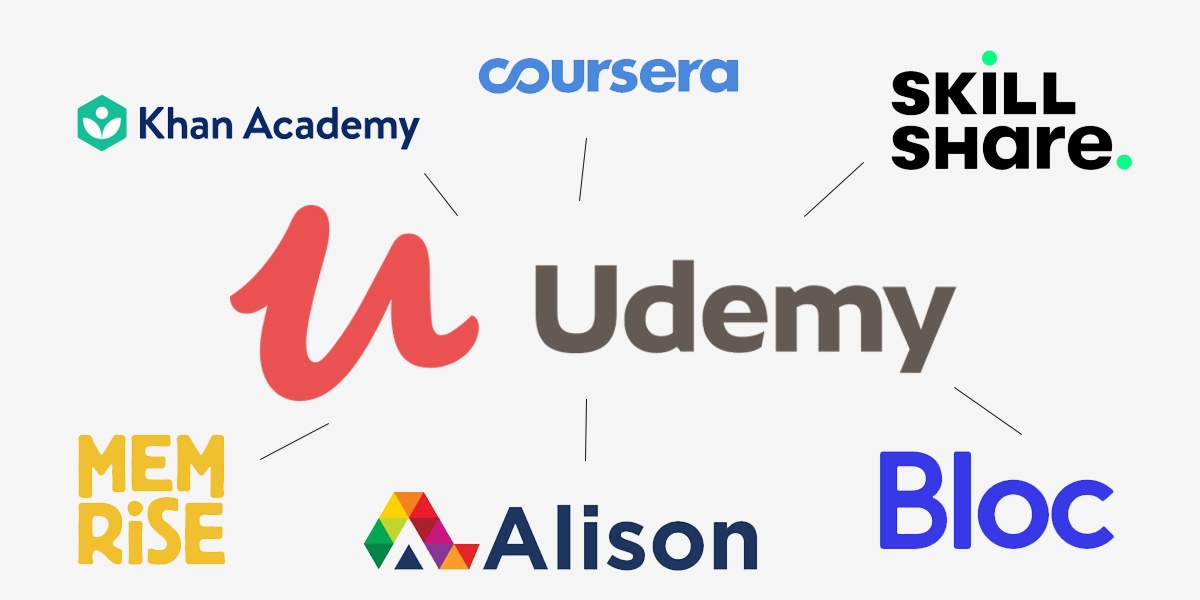 coursera
Khan Academy
SKiLL
SHare.
Udemy
MEM
RiSE
Alison
Bloc